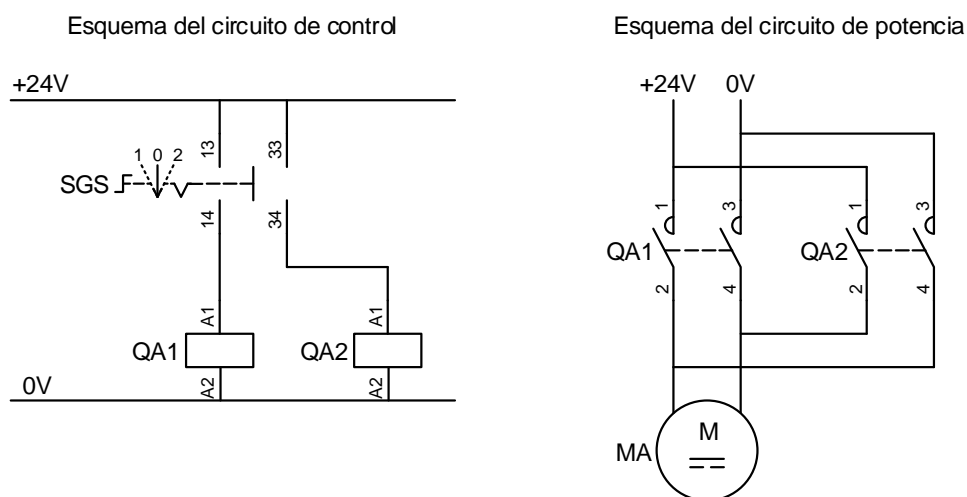 Esquema del circuito de control
+24V
13
33
1 0 2
SGS
14
34
A1
A1
QA1
QA2
A2
A2
0V
Esquema del circuito de potencia
+24V 0V
1
3
1
3
QA1
QA2
2
4
2
4
M
MA